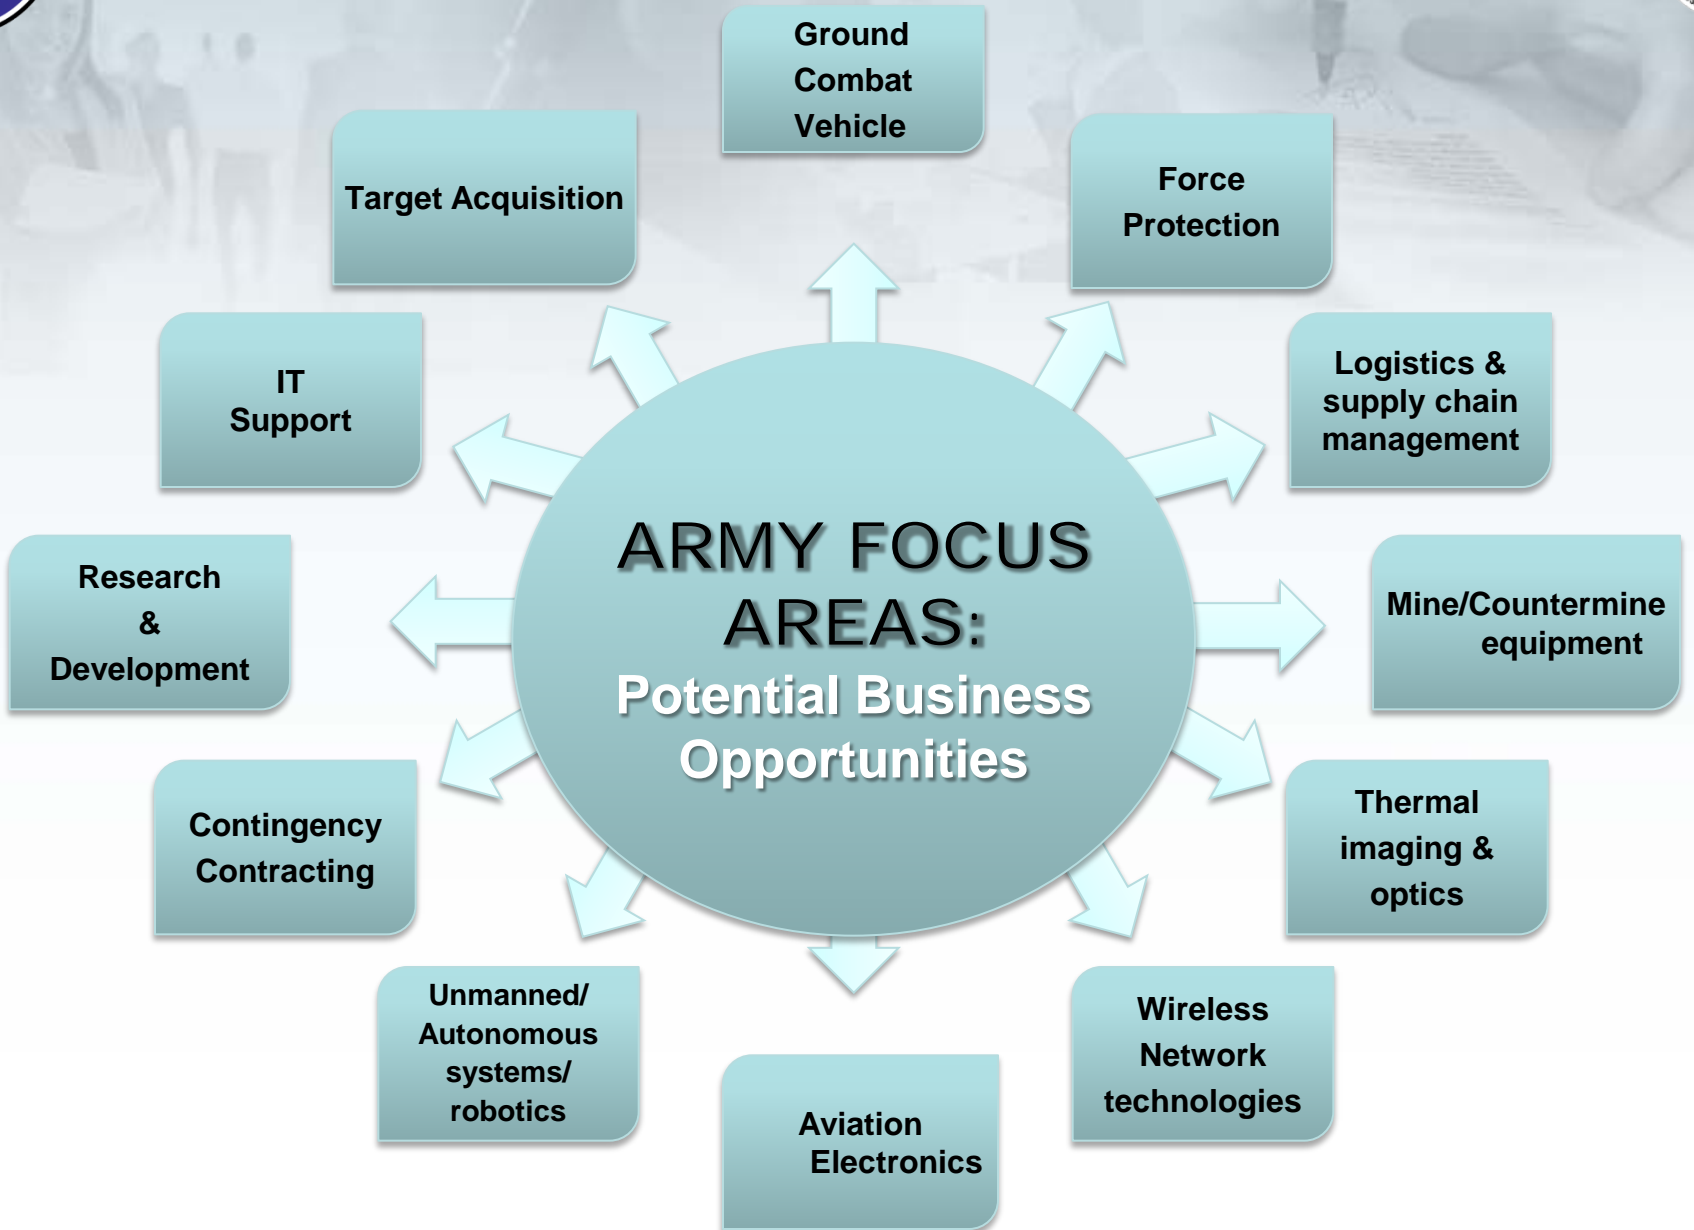 Ground
Combat
Vehicle
Target Acquisition
Force
Protection
IT
Support
Logistics &
supply chain
management
ARMY FOCUS
AREAS:
Potential Business
Opportunities
Research
&
Development
Mine/Countermine
equipment
Contingency
Contracting
Thermal
imaging &
optics
Unmanned/
Autonomous
systems/
robotics
Wireless
Network
technologies
Aviation
Electronics